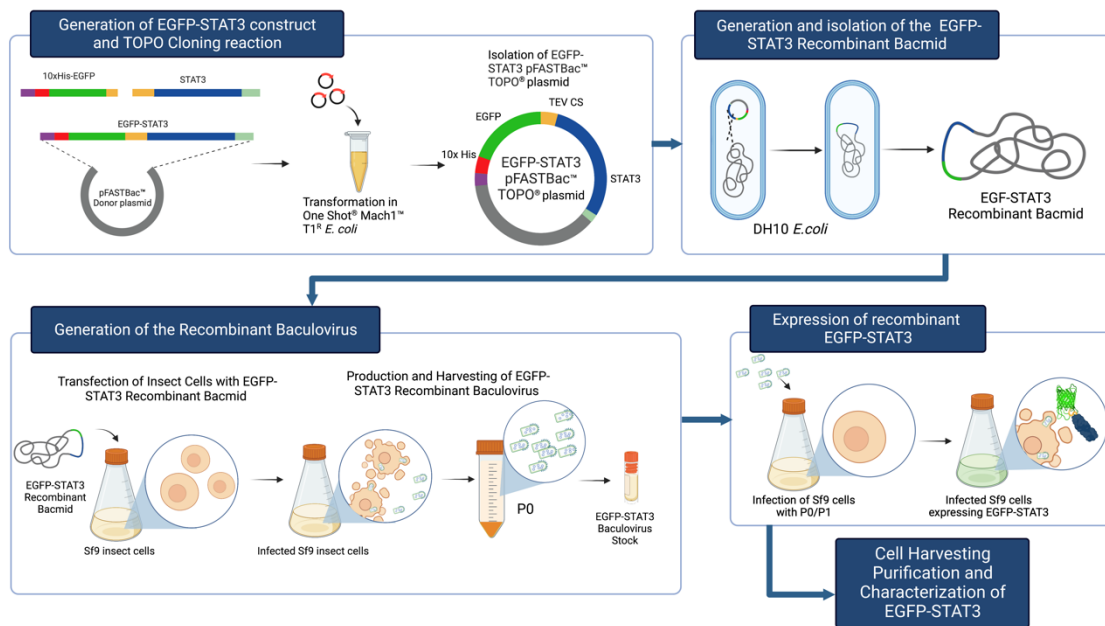 Generation of EGFP-STAT3 construct
and TOPO Cloning reaction
10xHis-EGFP
STAT3
EGFP-STAT3
pFASTBac™
Donor plasmid
Transformation in
One Shot® Mach1™
T1ᴿ E. coli
Isolation of EGFP-
STAT3 pFASTBac™
TOPO® plasmid
TEV CS
EGFP
10x His
EGFP-STAT3
pFASTBac™
TOPO® plasmid
STAT3
Generation and isolation of the EGFP-
STAT3 Recombinant Bacmid
DH10 E.coli
EGF-STAT3
Recombinant Bacmid
Generation of the Recombinant Baculovirus
Transfection of Insect Cells with EGFP-
STAT3 Recombinant Bacmid
EGFP-STAT3
Recombinant
Bacmid
Sf9 insect cells
Production and Harvesting of EGFP-
STAT3 Recombinant Baculovirus
Infected Sf9 insect cells
P0
EGFP-STAT3
Baculovirus
Stock
Expression of recombinant
EGFP-STAT3
Infection of Sf9 cells
with P0/P1
Infected Sf9 cells
expressing EGFP-STAT3
Cell Harvesting
Purification and
Characterization of
EGFP-STAT3